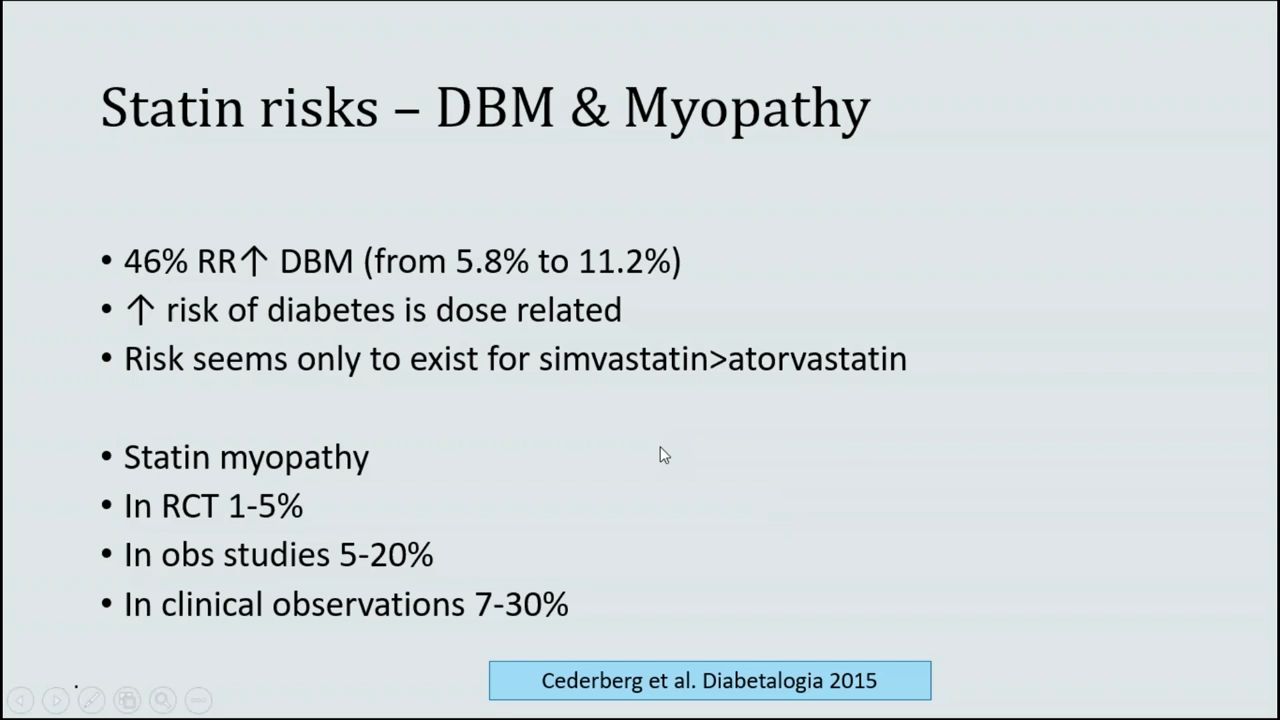 Statin risks – DBM & Myopathy
• 46% RR↑ DBM (from 5.8% to 11.2%)
• ↑ risk of diabetes is dose related
• Risk seems only to exist for simvastatin>atorvastatin
• Statin myopathy
• In RCT 1-5%
• In obs studies 5-20%
• In clinical observations 7-30%
Cederberg et al. Diabetalogia 2015